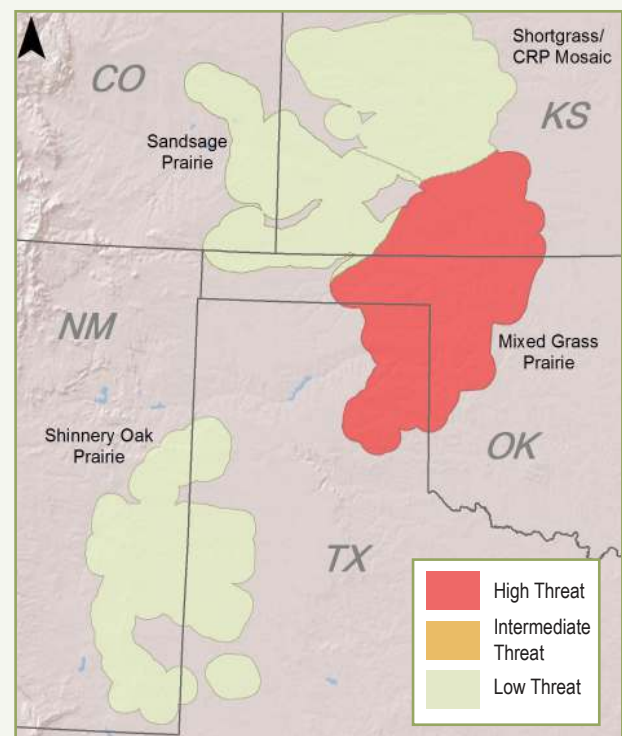 Shortgrass/
CRP Mosaic
CO
KS
Sandsage
Prairie
NM
Mixed Grass
Prairie
Shinnery Oak
Prairie
OK
TX
High Threat
Intermediate
Threat
Low Threat